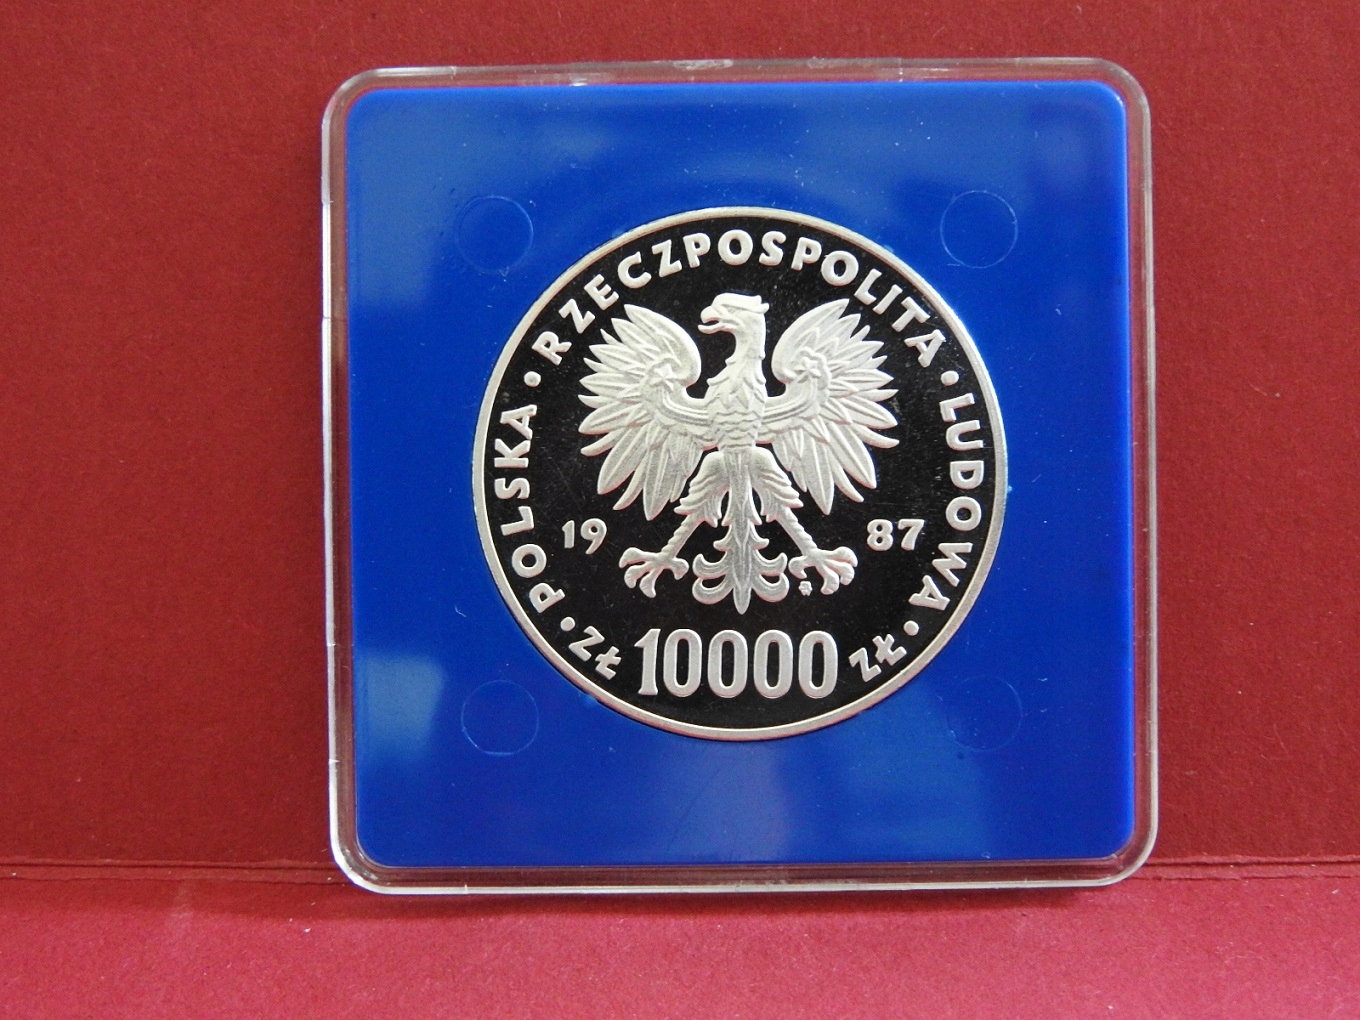 POLSKA · RZECZPOSPOLITA · LUDOWA ·
19 87
ZŁ 10000 ZŁ